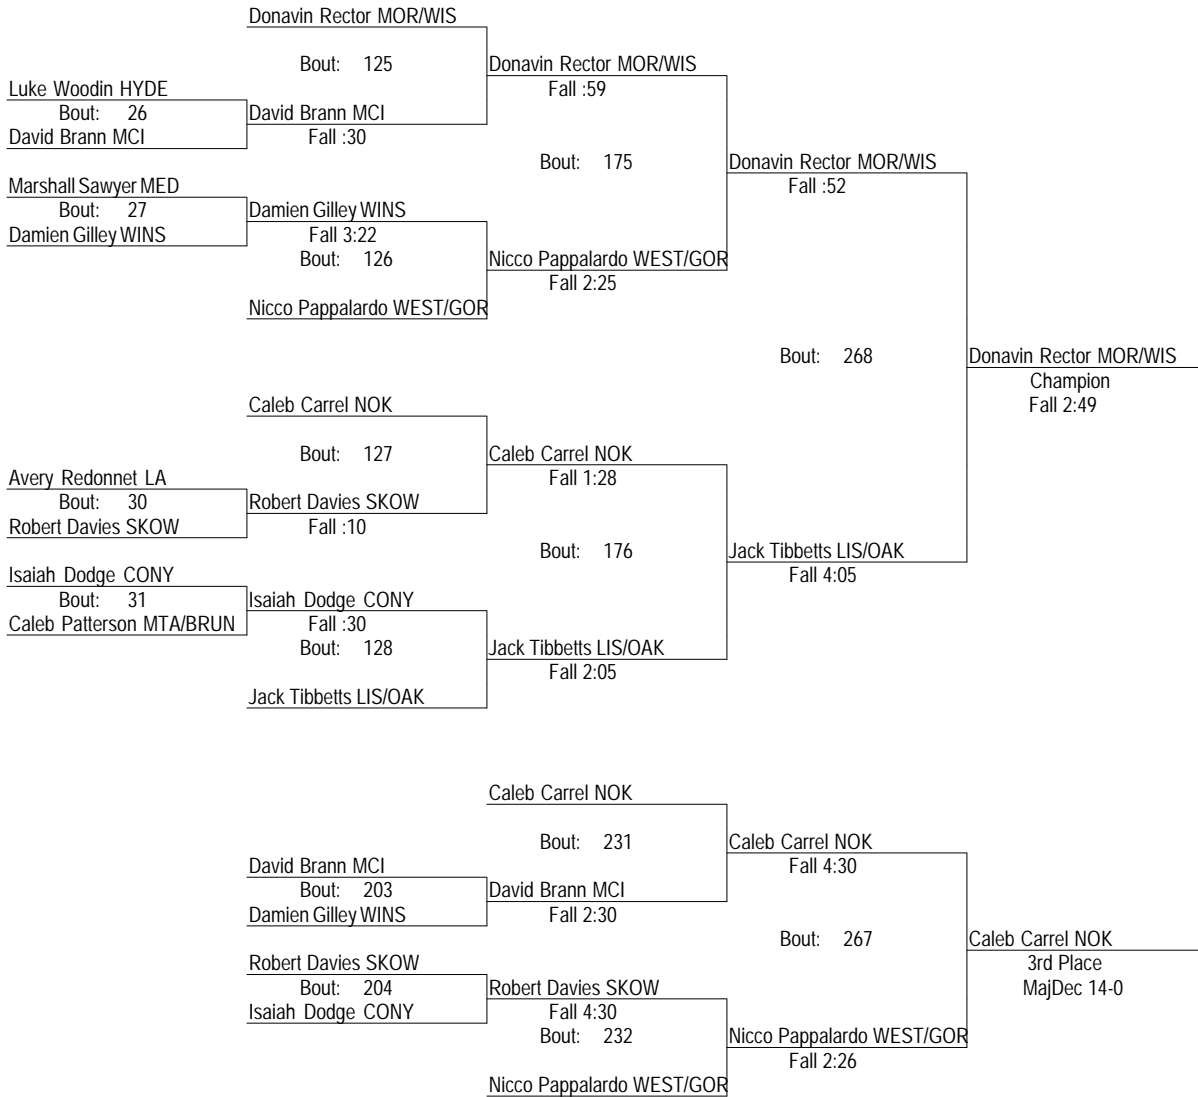 Donavin Rector MOR/WIS
Bout: 125
Donavin Rector MOR/WIS
Fall :59
Luke Woodin HYDE
Bout: 26
David Brann MCI
Fall :30
David Brann MCI
Bout: 175
Donavin Rector MOR/WIS
Fall :52
Marshall Sawyer MED
Bout: 27
Damien Gilley WINS
Damien Gilley WINS
Fall 3:22
Bout: 126
Nicco Pappalardo WEST/GOR
Fall 2:25
Nicco Pappalardo WEST/GOR
Bout: 268
Donavin Rector MOR/WIS
Champion
Fall 2:49
Caleb Carrel NOK
Bout: 127
Caleb Carrel NOK
Fall 1:28
Avery Redonnet LA
Bout: 30
Robert Davies SKOW
Robert Davies SKOW
Fall :10
Bout: 176
Jack Tibbetts LIS/OAK
Fall 4:05
Isaiah Dodge CONY
Bout: 31
Caleb Patterson MTA/BRUN
Isaiah Dodge CONY
Fall :30
Bout: 128
Jack Tibbetts LIS/OAK
Fall 2:05
Jack Tibbetts LIS/OAK
Caleb Carrel NOK
Bout: 231
Caleb Carrel NOK
Fall 4:30
David Brann MCI
Bout: 203
Damien Gilley WINS
David Brann MCI
Fall 2:30
Bout: 267
Caleb Carrel NOK
3rd Place
MajDec 14-0
Robert Davies SKOW
Bout: 204
Isaiah Dodge CONY
Robert Davies SKOW
Fall 4:30
Bout: 232
Nicco Pappalardo WEST/GOR
Fall 2:26
Nicco Pappalardo WEST/GOR